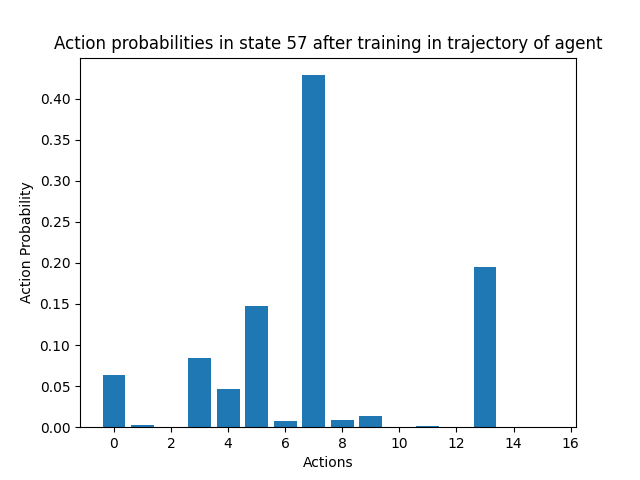 Action probabilities in state 57 after training in trajectory of agent
0.40
0.35
0.30
0.25
0.20
0.15
0.10
0.05
0.00
Action Probability
0 2 4 6 8 10 12 14 16
Actions